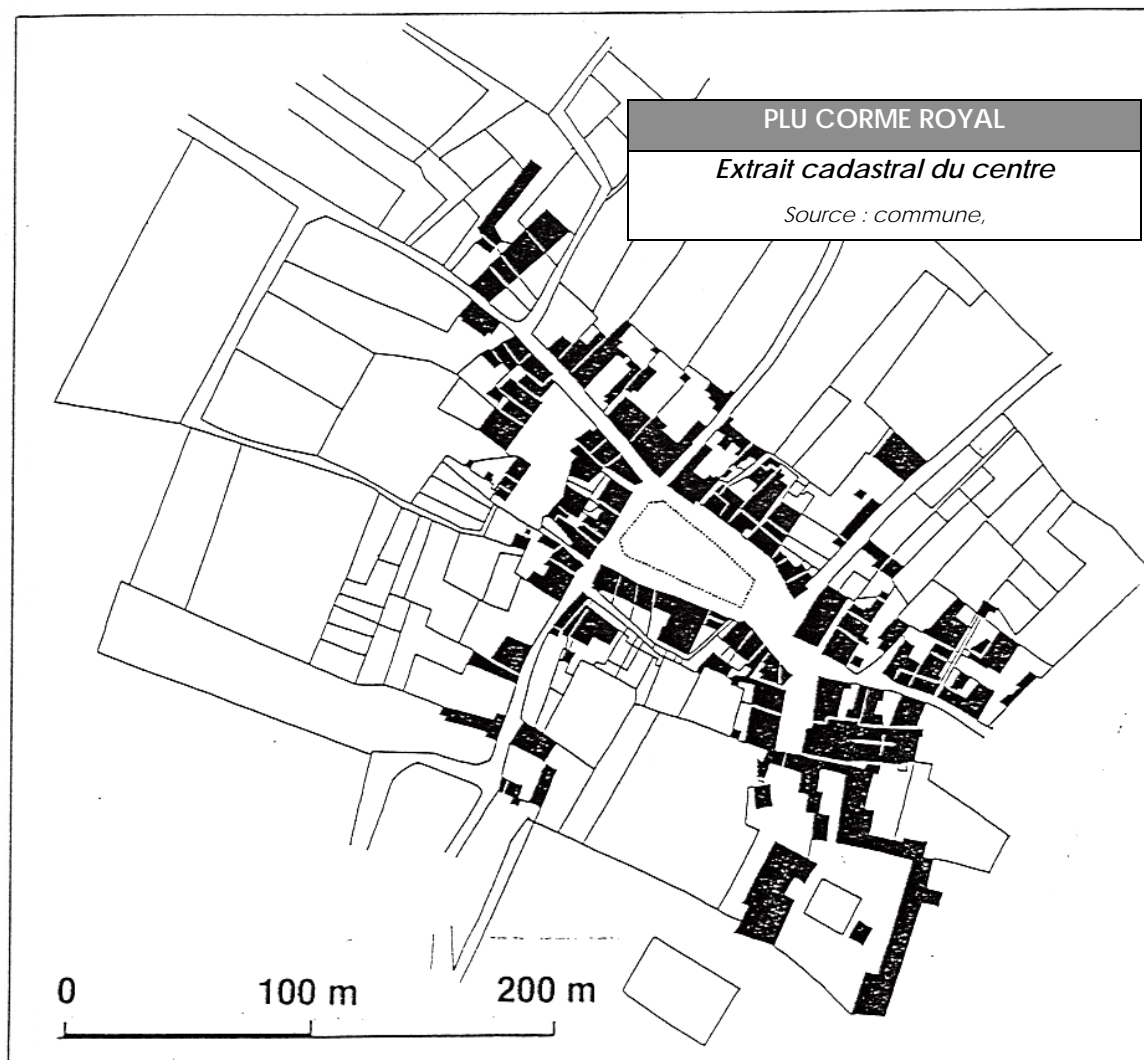 PLU CORME ROYAL
Extrait cadastral du centre
Source : commune,
0 100 m 200 m